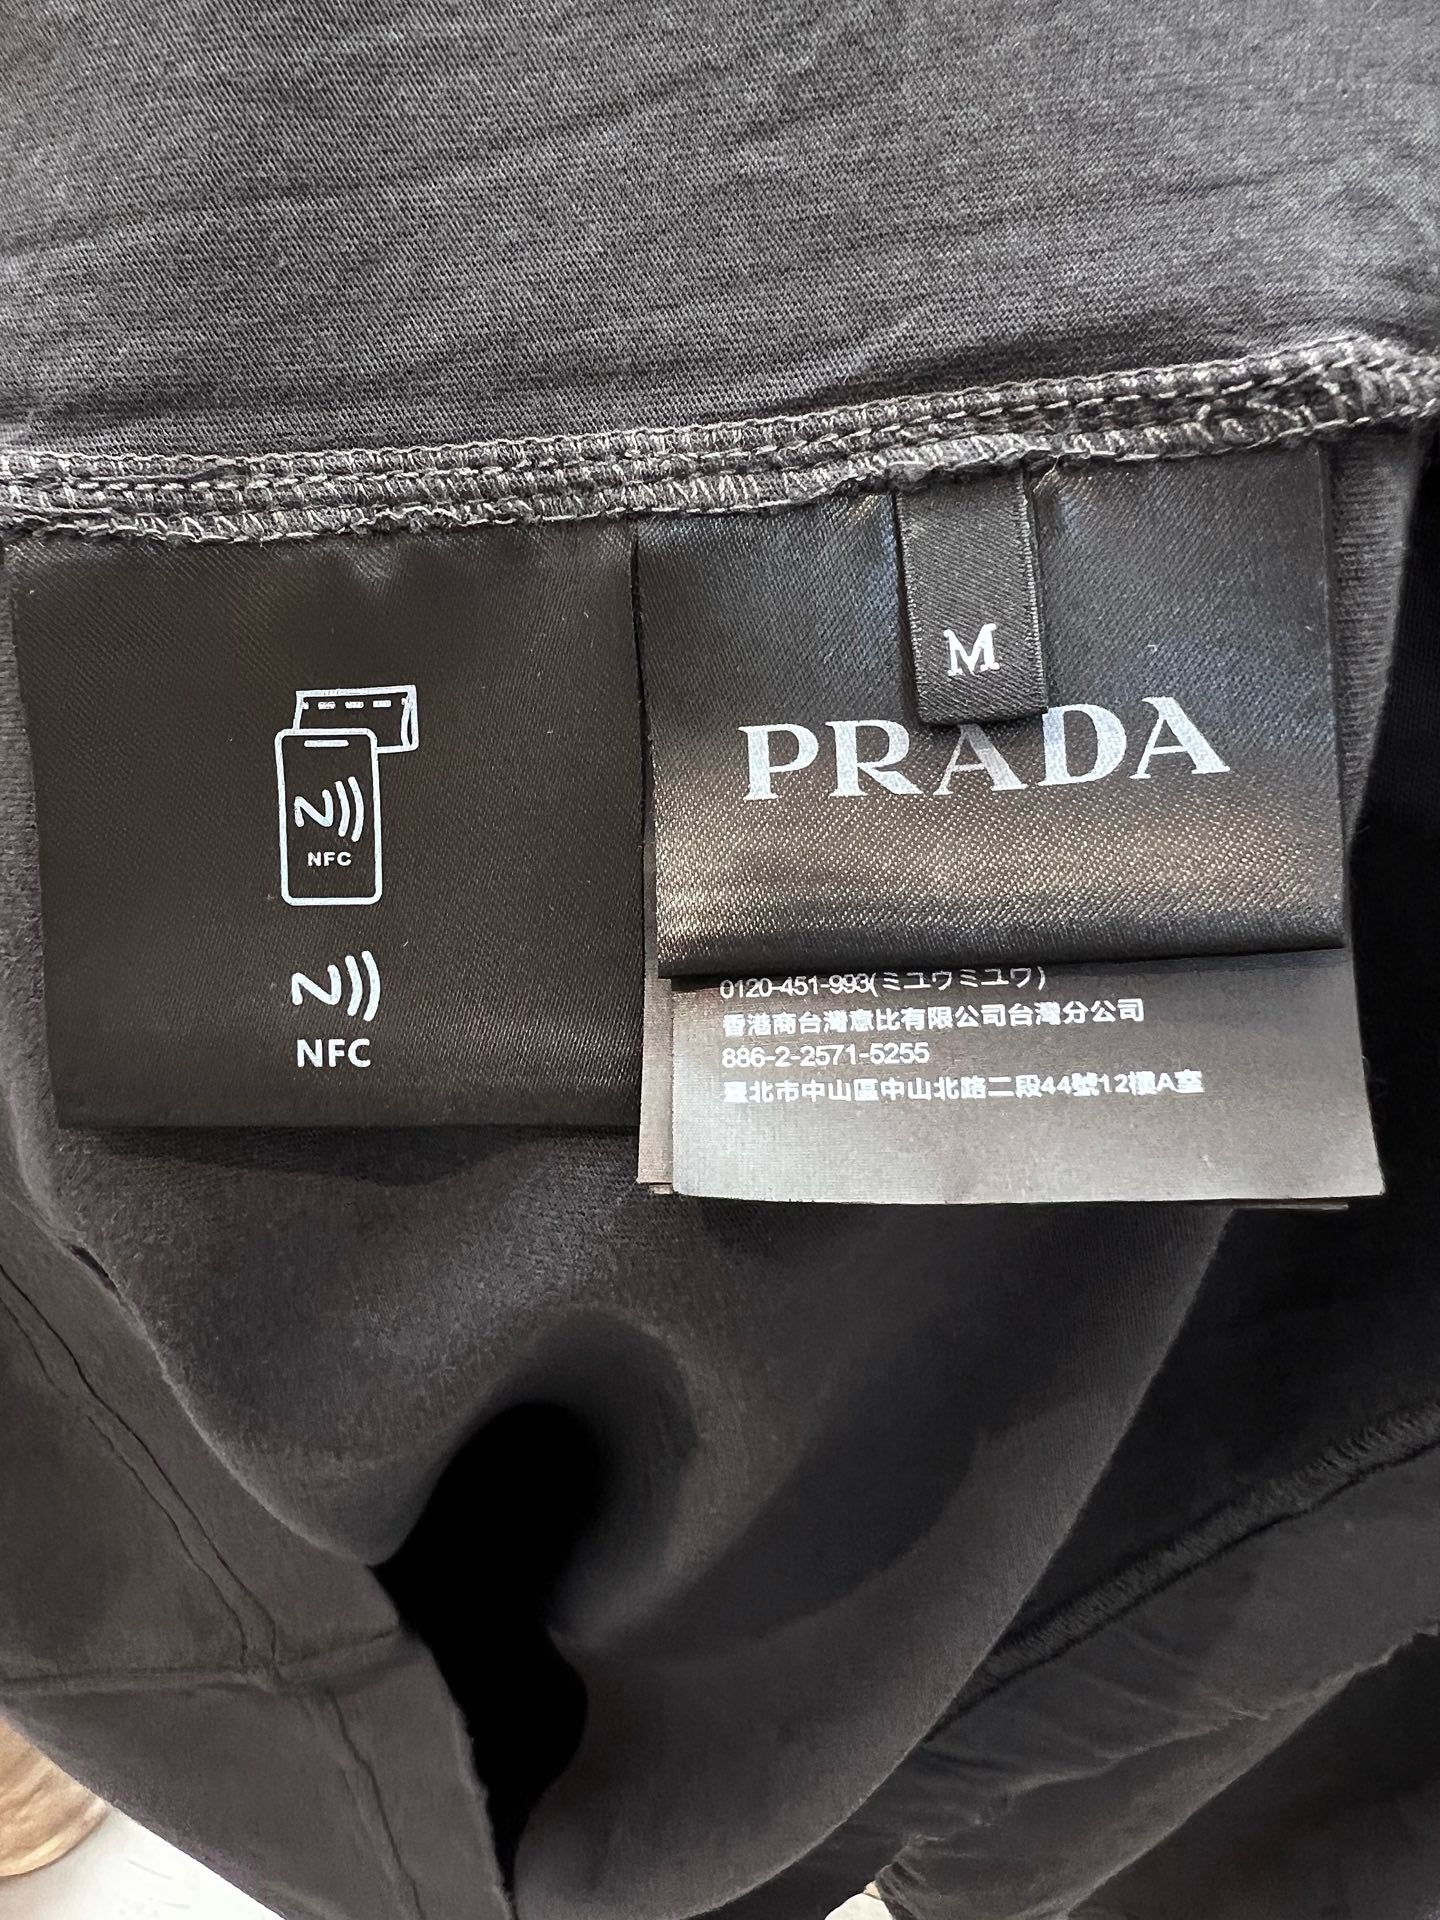 NFC
NFC
M
PRADA
0120-451-993(ミユウミユウ)
香港商台灣意比有限公司台灣分公司
886-2-2571-5255
臺北市中山區中山北路二段44號12樓A室